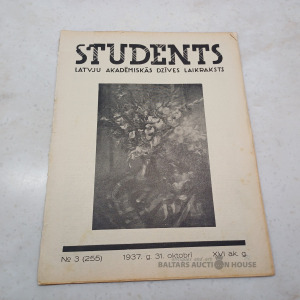 STUDENTS
LATVJU AKADĒMISKĀS DZĪVES LAIKRAKSTS
№ 3 (255) 1937. g. 31. oktobrī XVI ak. g.
BALTARS AUCTION HOUSE